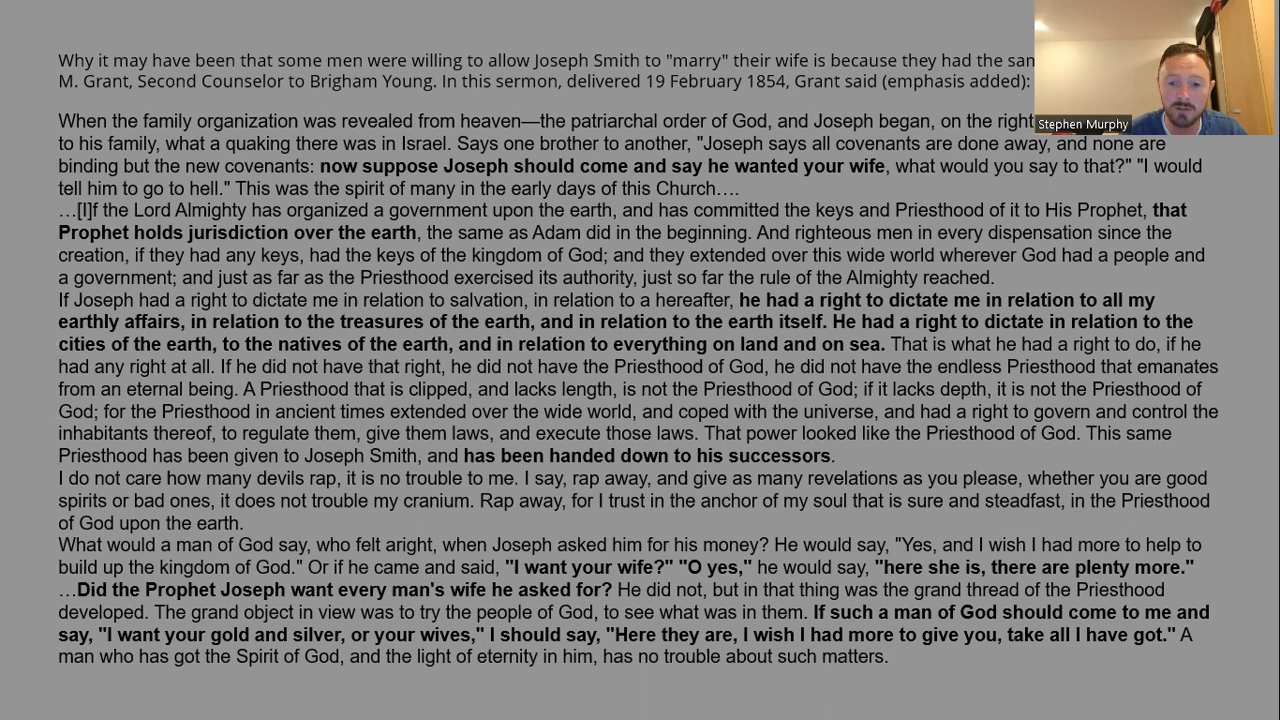 Why it may have been that some men were willing to allow Joseph Smith to "marry" their wife is because they had the
M. Grant, Second Counselor to Brigham Young. In this sermon, delivered 19 February 1854, Grant said (emphasis added):
When the family organization was revealed from heaven—the patriarchal order of God, and Joseph began, on the right
to his family, what a quaking there was in Israel. Says one brother to another, "Joseph says all covenants are done away, and none are
binding but the new covenants: now suppose Joseph should come and say he wanted your wife, what would you say to that?" "I would
tell him to go to hell." This was the spirit of many in the early days of this Church….
…[I]f the Lord Almighty has organized a government upon the earth, and has committed the keys and Priesthood of it to His Prophet, that
Prophet holds jurisdiction over the earth, the same as Adam did in the beginning. And righteous men in every dispensation since the
creation, if they had any keys, had the keys of the kingdom of God; and they extended over this wide world wherever God had a people and
a government; and just as far as the Priesthood exercised its authority, just so far the rule of the Almighty reached.
If Joseph had a right to dictate me in relation to salvation, in relation to a hereafter, he had a right to dictate me in relation to all my
earthly affairs, in relation to the treasures of the earth, and in relation to the earth itself. He had a right to dictate in relation to the
cities of the earth, to the natives of the earth, and in relation to everything on land and on sea. That is what he had a right to do, if he
had any right at all. If he did not have that right, he did not have the Priesthood of God, he did not have the endless Priesthood that emanates
from an eternal being. A Priesthood that is clipped, and lacks length, is not the Priesthood of God; if it lacks depth, it is not the Priesthood of
God; for the Priesthood in ancient times extended over the wide world, and coped with the universe, and had a right to govern and control the
inhabitants thereof, to regulate them, give them laws, and execute those laws. That power looked like the Priesthood of God. This same
Priesthood has been given to Joseph Smith, and has been handed down to his successors.
I do not care how many devils rap, it is no trouble to me. I say, rap away, and give as many revelations as you please, whether you are good
spirits or bad ones, it does not trouble my cranium. Rap away, for I trust in the anchor of my soul that is sure and steadfast, in the Priesthood
of God upon the earth.
What would a man of God say, who felt aright, when Joseph asked him for his money? He would say, "Yes, and I wish I had more to help to
build up the kingdom of God." Or if he came and said, "I want your wife?" "O yes," he would say, "here she is, there are plenty more."
…Did the Prophet Joseph want every man's wife he asked for? He did not, but in that thing was the grand thread of the Priesthood
developed. The grand object in view was to try the people of God, to see what was in them. If such a man of God should come to me and
say, "I want your gold and silver, or your wives," I should say, "Here they are, I wish I had more to give you, take all I have got." A
man who has got the Spirit of God, and the light of eternity in him, has no trouble about such matters.
Stephen Murphy